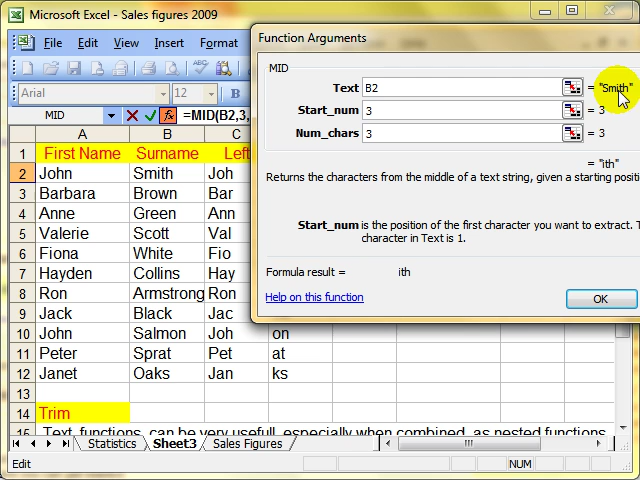 Microsoft Excel - Sales figures 2009
File Edit View Insert Format
Arial 12 B
MID =MID(B2,3,
A B C
1 First Name Surname Left
2 John Smith Joh
3 Barbara Brown Bar
4 Anne Green Ann
5 Valerie Scott Val
6 Fiona White Fio
7 Hayden Collins Hay
8 Ron Armstrong Ron
9 Jack Black Jac
10 John Salmon Joh on
11 Peter Sprat Pet at
12 Janet Oaks Jan ks
13
14 Trim
15 Text functions can be very useful, especially when combined as nested functions
Statistics Sheet3 Sales Figures
Edit NUM
Function Arguments
MID
Text B2 = "Smith"
Start_num 3 = 3
Num_chars 3 = 3
= "ith"
Returns the characters from the middle of a text string, given a starting positi
Start_num is the position of the first character you want to extract. T
character in Text is 1.
Formula result = ith
Help on this function
OK